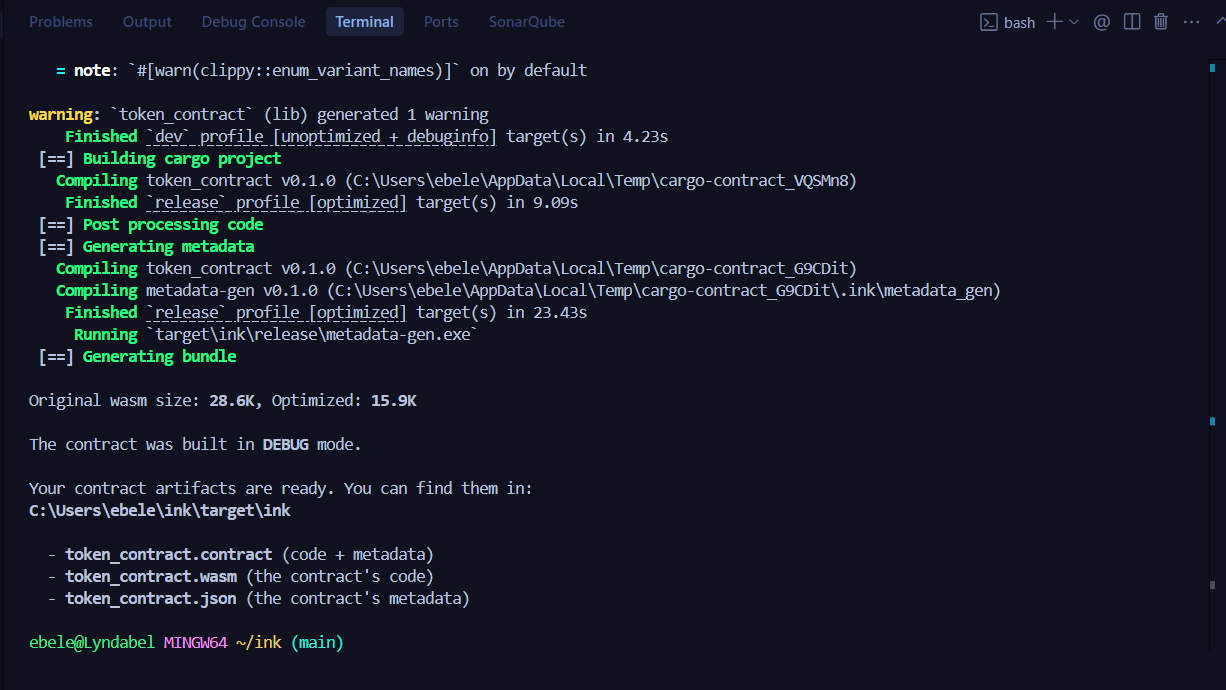 Problems Output Debug Console Terminal Ports SonarQube bash
= note: `#[warn(clippy::enum_variant_names)]` on by default
warning: `token_contract` (lib) generated 1 warning
Finished `dev` profile [unoptimized + debuginfo] target(s) in 4.23s
[==] Building cargo project
Compiling token_contract v0.1.0 (C:\Users\ebele\AppData\Local\Temp\cargo-contract_VQSMn8)
Finished `release` profile [optimized] target(s) in 9.09s
[==] Post processing code
[==] Generating metadata
Compiling token_contract v0.1.0 (C:\Users\ebele\AppData\Local\Temp\cargo-contract_G9CDit)
Compiling metadata-gen v0.1.0 (C:\Users\ebele\AppData\Local\Temp\cargo-contract_G9CDit\.ink\metadata_gen)
Finished `release` profile [optimized] target(s) in 23.43s
Running `target\ink\release\metadata-gen.exe`
[==] Generating bundle
Original wasm size: 28.6K, Optimized: 15.9K
The contract was built in DEBUG mode.
Your contract artifacts are ready. You can find them in:
C:\Users\ebele\ink\target\ink
- token_contract.contract (code + metadata)
- token_contract.wasm (the contract's code)
- token_contract.json (the contract's metadata)
ebele@Lyndabel MINGW64 ~/ink (main)